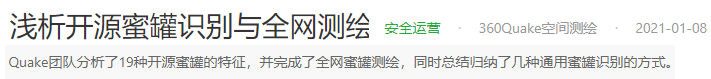 浅析开源蜜罐识别与全网测绘 安全运营 · 360Quake空间测绘 · 2021-01-08
Quake团队分析了19种开源蜜罐的特征，并完成了全网蜜罐测绘，同时总结归纳了几种通用蜜罐识别的方式。